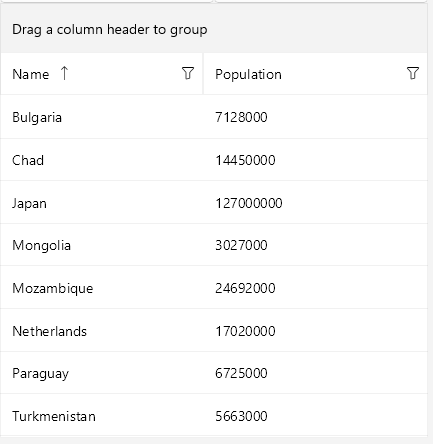 Drag a column header to group
Name ↑ Population
Bulgaria 7128000
Chad 14450000
Japan 127000000
Mongolia 3027000
Mozambique 24692000
Netherlands 17020000
Paraguay 6725000
Turkmenistan 5663000